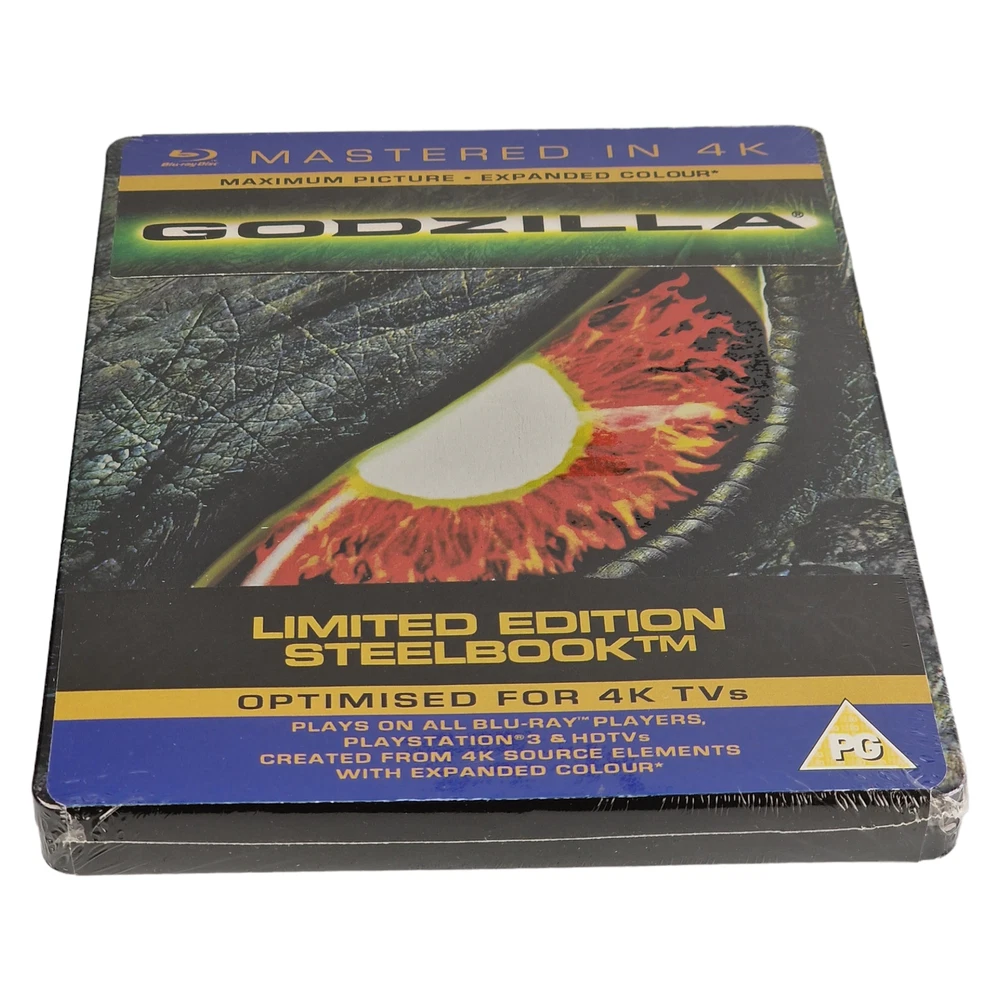 Blu-ray Disc MASTERED IN 4K
MAXIMUM PICTURE • EXPANDED COLOUR*
GODZILLA®
LIMITED EDITION
STEELBOOK™
OPTIMISED FOR 4K TVs
PLAYS ON ALL BLU-RAY™ PLAYERS,
PLAYSTATION®3 & HDTVs
CREATED FROM 4K SOURCE ELEMENTS
WITH EXPANDED COLOUR*
PG